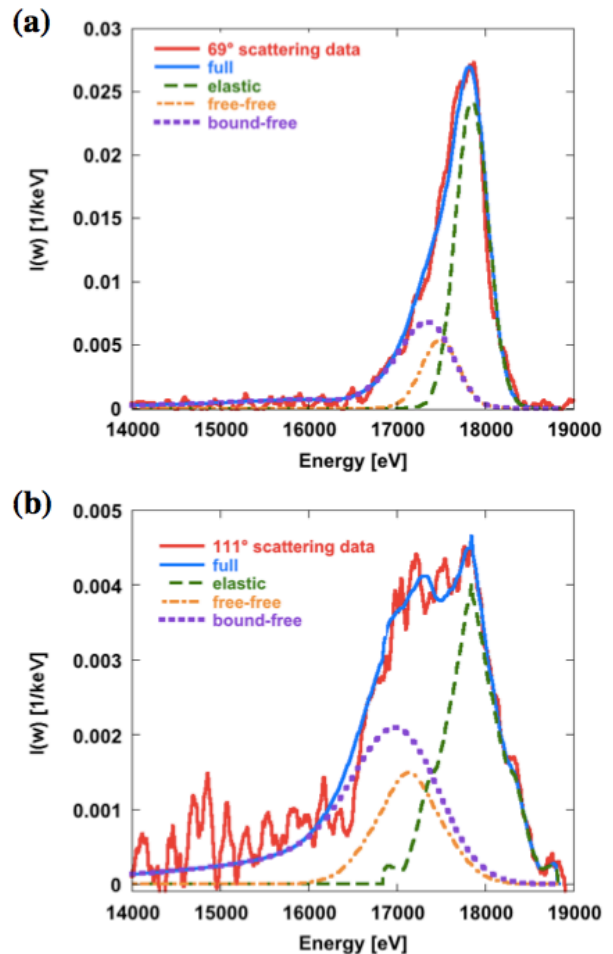 (a)
0.03
0.025
0.02
0.015
0.01
0.005
0
I(w) [1/keV]
69° scattering data
full
elastic
free-free
bound-free
14000 15000 16000 17000 18000 19000
Energy [eV]
(b)
0.005
0.004
0.003
0.002
0.001
0
I(w) [1/keV]
111° scattering data
full
elastic
free-free
bound-free
14000 15000 16000 17000 18000 19000
Energy [eV]